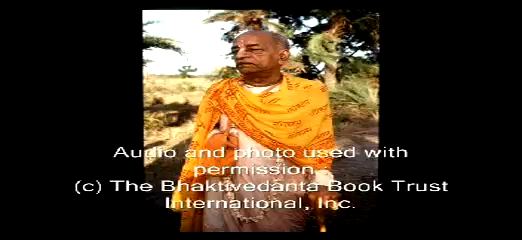 Audio and photo used with
permission
(c) The Bhaktivedanta Book Trust
International, Inc.